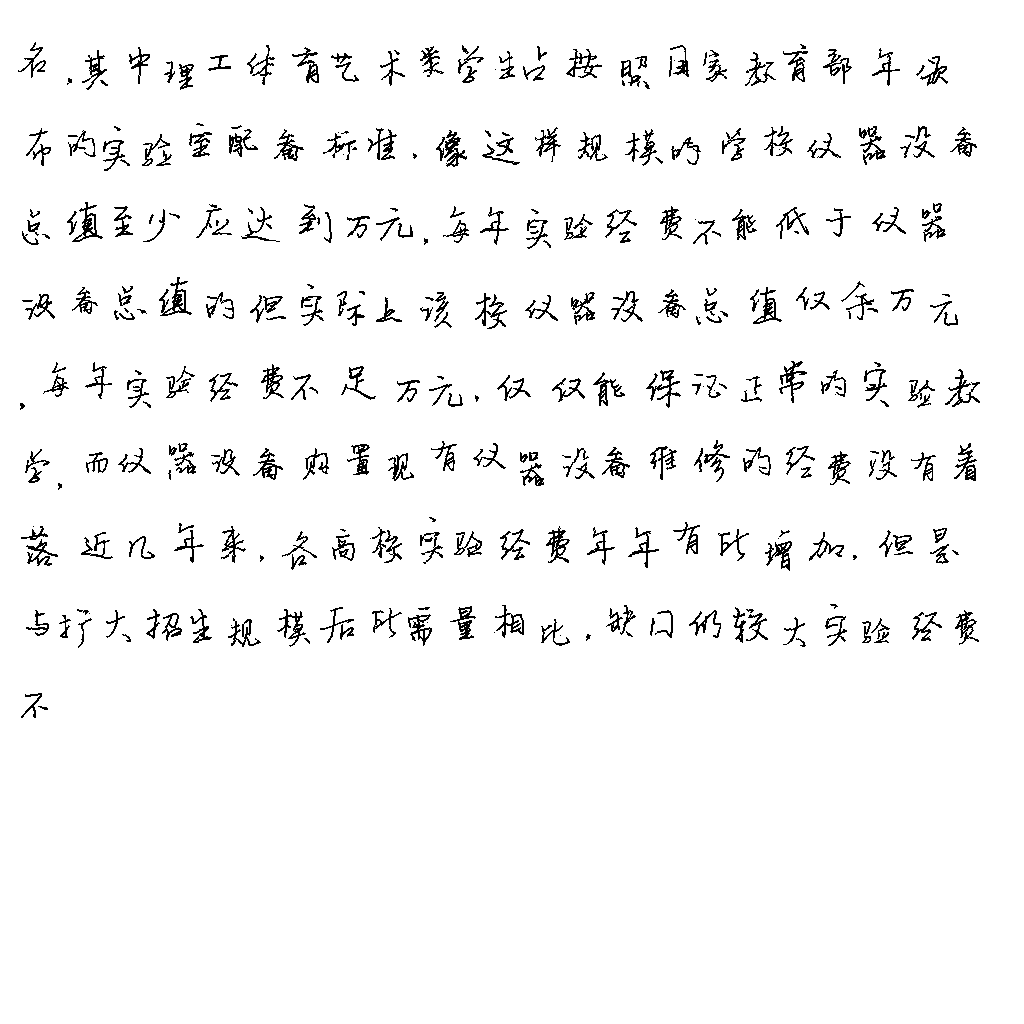 名,其中理工体育艺术类学生占按照国家教育部年颁
布的实验室配备标准,像这样规模的学校仪器设备
总值至少应达到万元,每年实验经费不能低于仪器
设备总值的但实际上该校仪器设备总值仅余万元
,每年实验经费不足万元,仅仅能保证正常的实验教
学,而仪器设备购置现有仪器设备维修的经费没有着
落近几年来,各高校实验经费年年有所增加,但是
与扩大招生规模后所需量相比,缺口仍较大实验经费
不